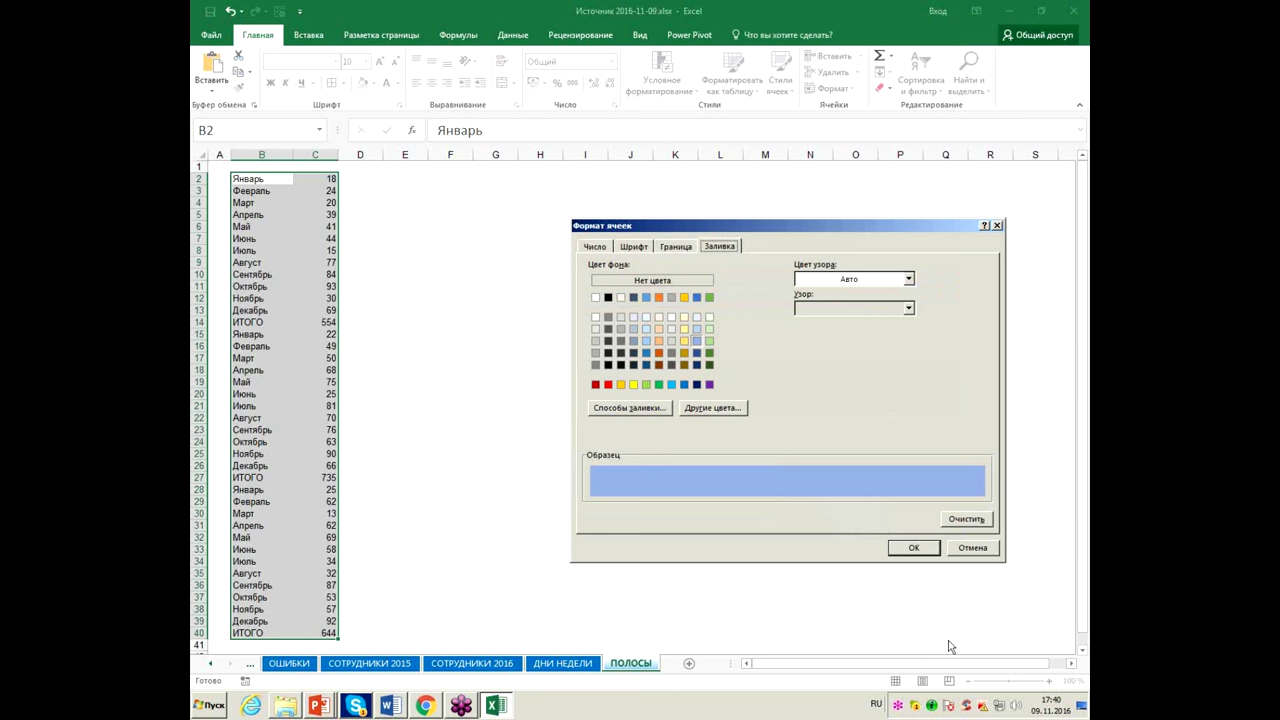 Источник 2016-11-09.xlsx - Excel
Вход
Файл Главная Вставка Разметка страницы Формулы Данные Рецензирование Вид Power Pivot Что вы хотите сделать? Общий доступ
Вставить
10
Ж К Ч
Общий
% 000
Условное форматирование
Форматировать как таблицу
Стили ячеек
Вставить
Удалить
Формат
Сортировка и фильтр
Найти и выделить
Буфер обмена Шрифт Выравнивание Число Стили Ячейки Редактирование
B2 fx Январь
A B C D E F G H I J K L M N O P Q R S
1
2 Январь 18
3 Февраль 24
4 Март 20
5 Апрель 39
6 Май 41
7 Июнь 44
8 Июль 15
9 Август 77
10 Сентябрь 84
11 Октябрь 93
12 Ноябрь 30
13 Декабрь 69
14 ИТОГО 554
15 Январь 22
16 Февраль 49
17 Март 50
18 Апрель 68
19 Май 75
20 Июнь 25
21 Июль 81
22 Август 70
23 Сентябрь 76
24 Октябрь 63
25 Ноябрь 90
26 Декабрь 66
27 ИТОГО 735
28 Январь 25
29 Февраль 62
30 Март 13
31 Апрель 62
32 Май 69
33 Июнь 58
34 Июль 34
35 Август 32
36 Сентябрь 87
37 Октябрь 53
38 Ноябрь 57
39 Декабрь 92
40 ИТОГО 644
41
Формат ячеек
Число Шрифт Граница Заливка
Цвет фона:
Нет цвета
Цвет узора:
Авто
Узор:
Способы заливки... Другие цвета...
Образец
Очистить
ОК Отмена
... ОШИБКИ СОТРУДНИКИ 2015 СОТРУДНИКИ 2016 ДНИ НЕДЕЛИ ПОЛОСЫ
Готово
100 %
Пуск
RU
17:40
09.11.2016